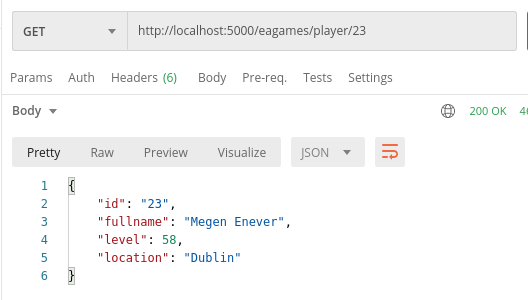 GET http://localhost:5000/eagames/player/23
Params Auth Headers (6) Body Pre-req. Tests Settings
Body 200 OK
Pretty Raw Preview Visualize JSON
1 {
2 "id": "23",
3 "fullname": "Megen Enever",
4 "level": 58,
5 "location": "Dublin"
6 }